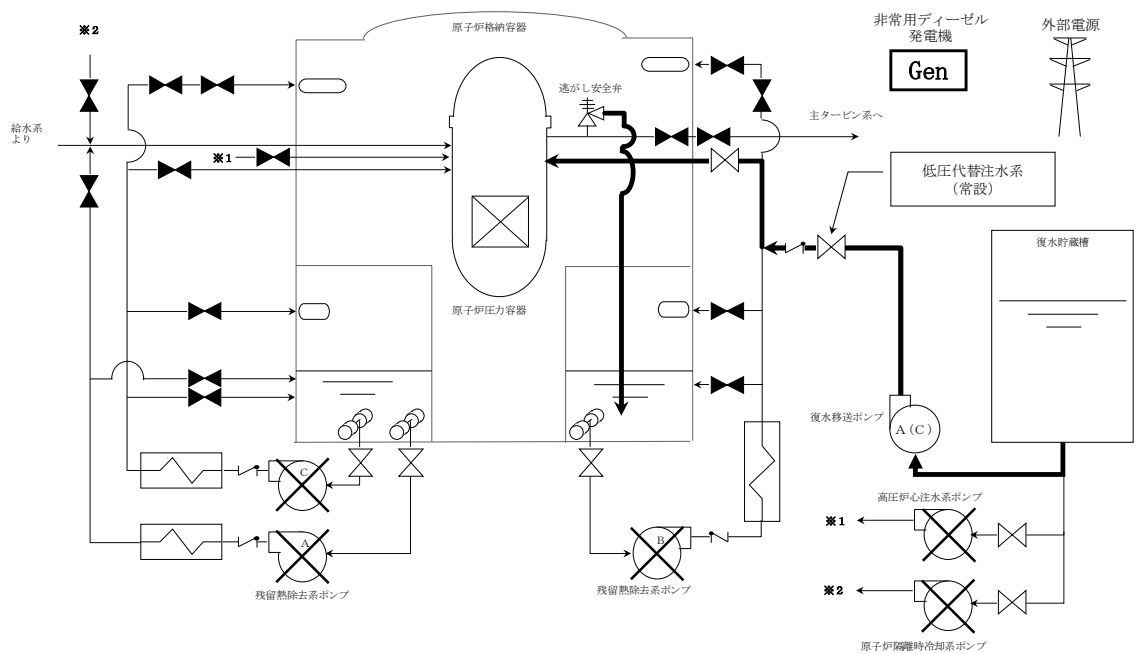 ※2
原子炉格納容器
非常用ディーゼル
発電機
Gen
外部電源
逃がし安全弁
給水系
より
※1
主タービン系へ
低圧代替注水系
（常設）
復水貯蔵槽
原子炉圧力容器
復水移送ポンプ
A（C）
C
A
B
残留熱除去系ポンプ
残留熱除去系ポンプ
高圧炉心注水系ポンプ
※1
※2
原子炉隔離時冷却系ポンプ